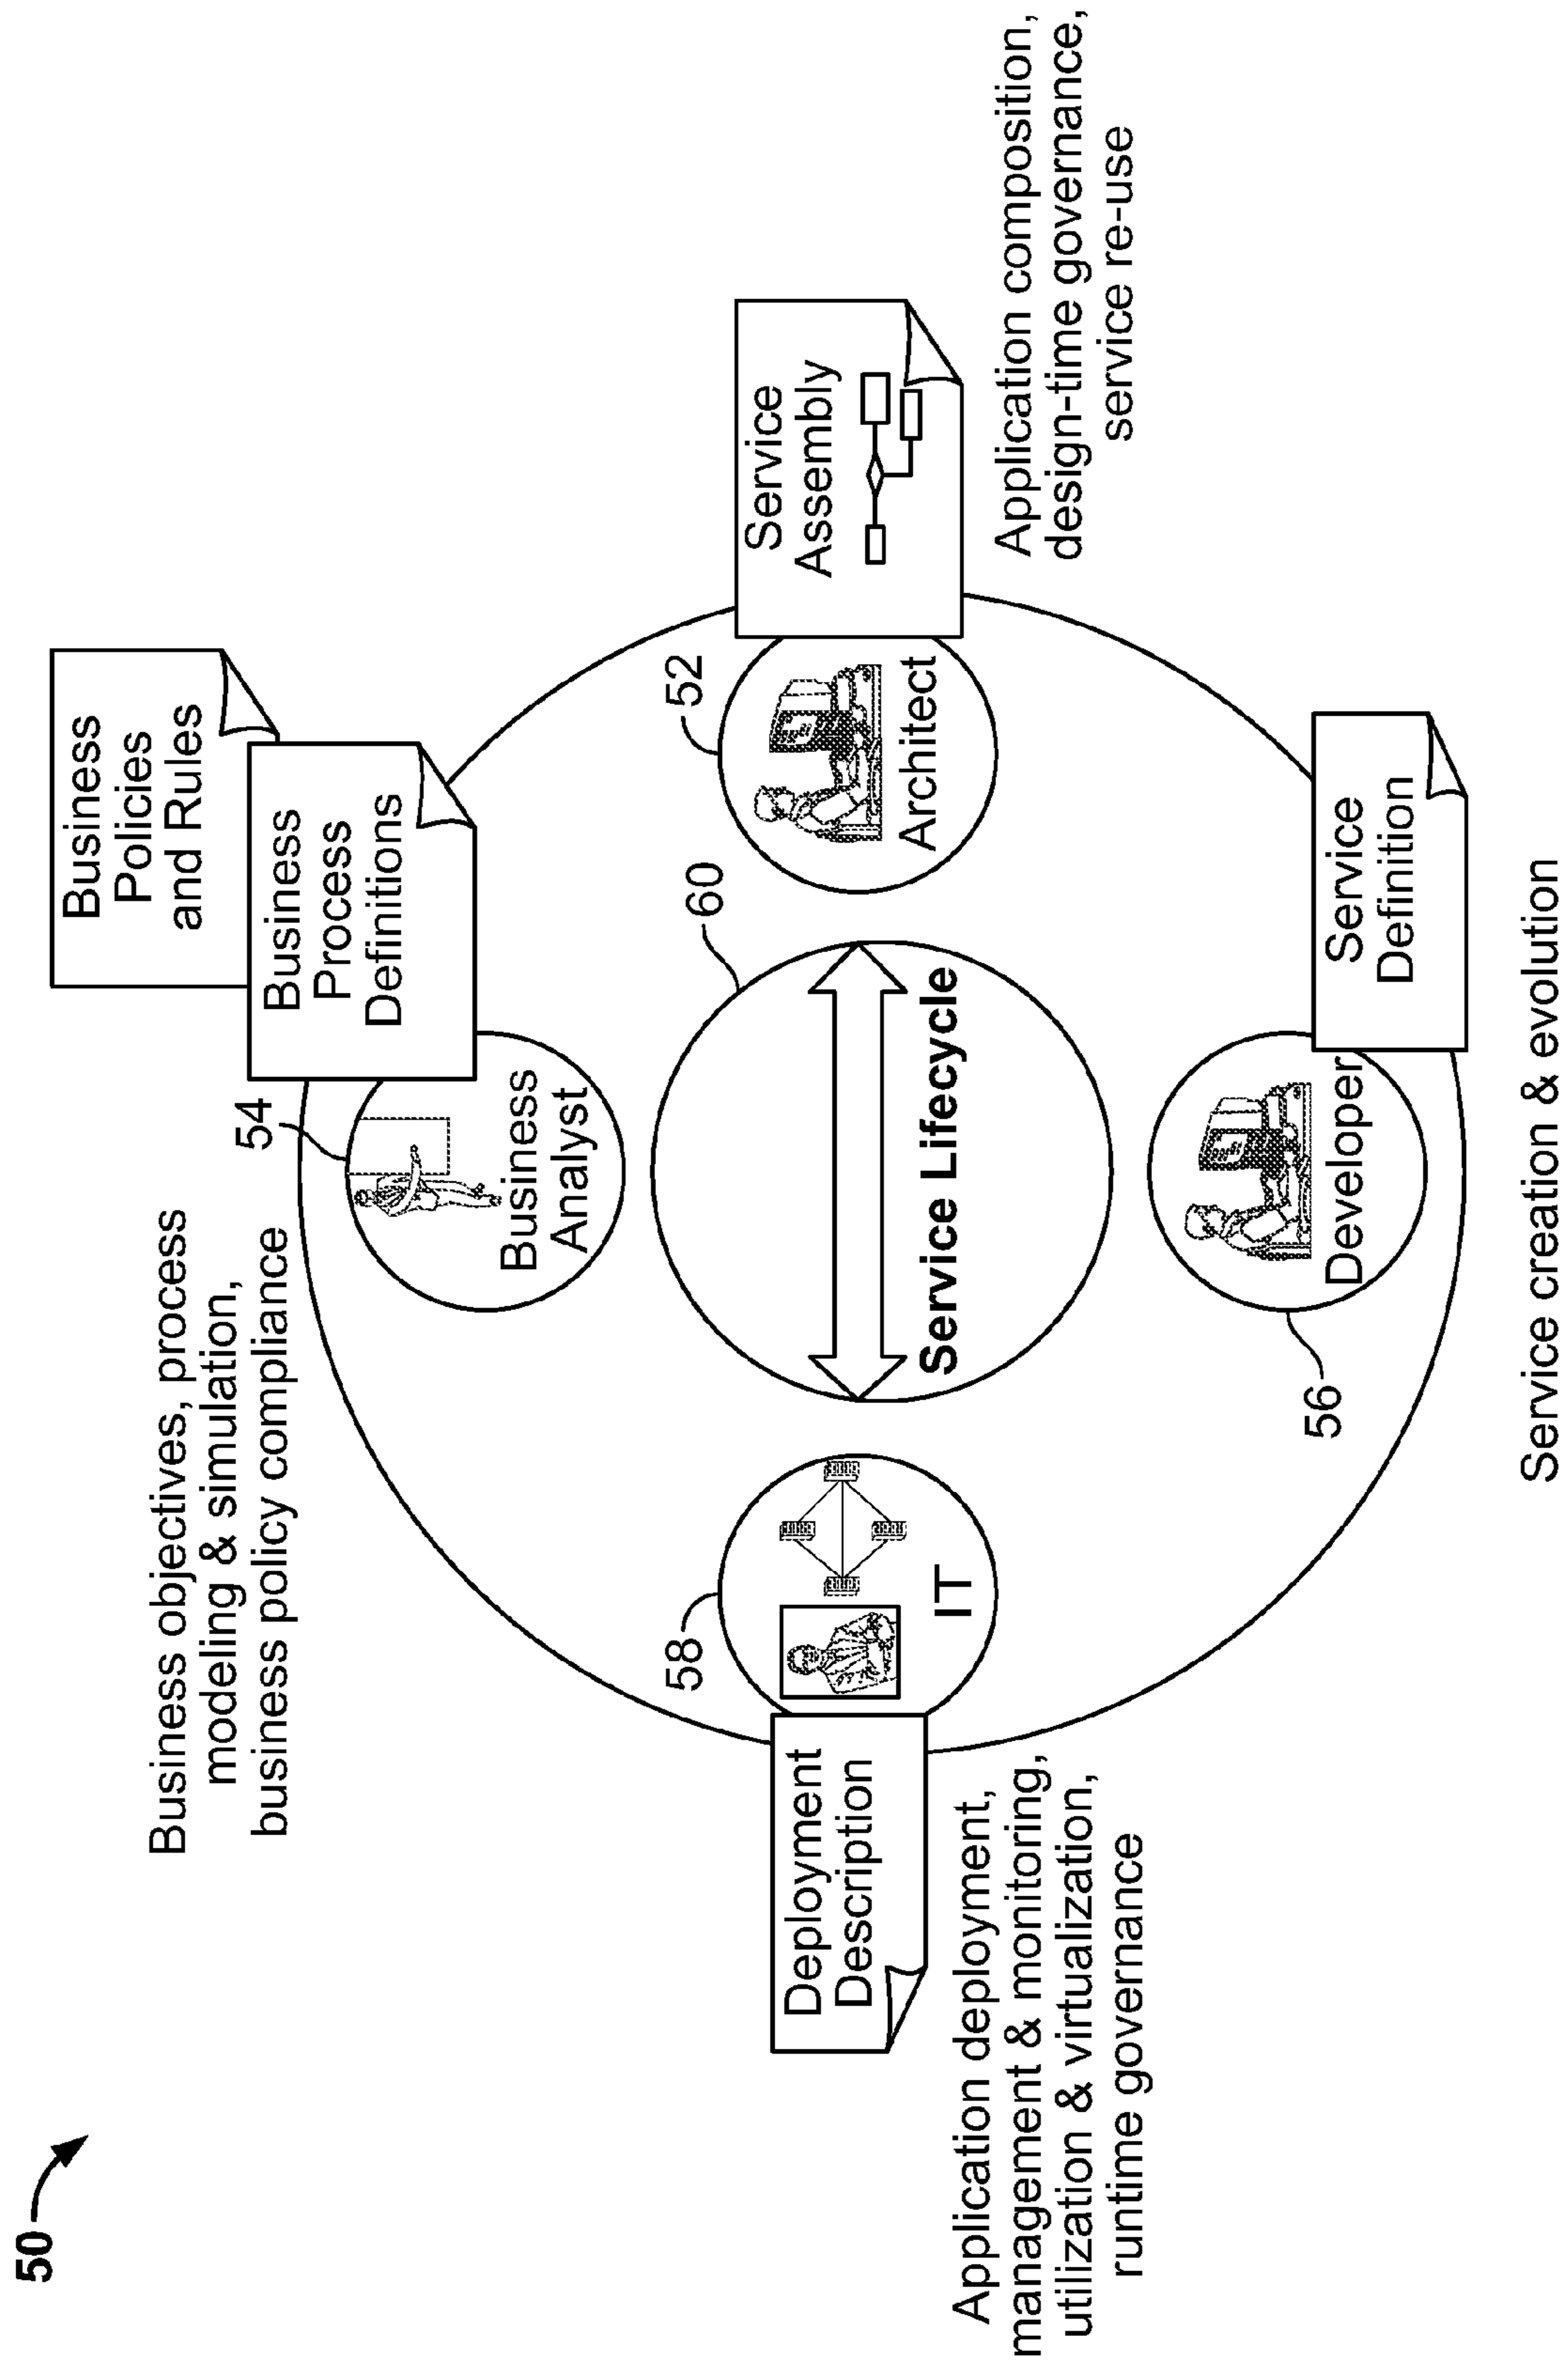 50
Business objectives, process
modeling & simulation,
business policy compliance
Business
Policies
and Rules
Business
Process
Definitions
54
Business
Analyst
58
IT
Deployment
Description
Application deployment,
management & monitoring,
utilization & virtualization,
runtime governance
60
Service Lifecycle
52
Architect
Service
Assembly
Application composition,
design-time governance,
service re-use
56
Developer
Service
Definition
Service creation & evolution